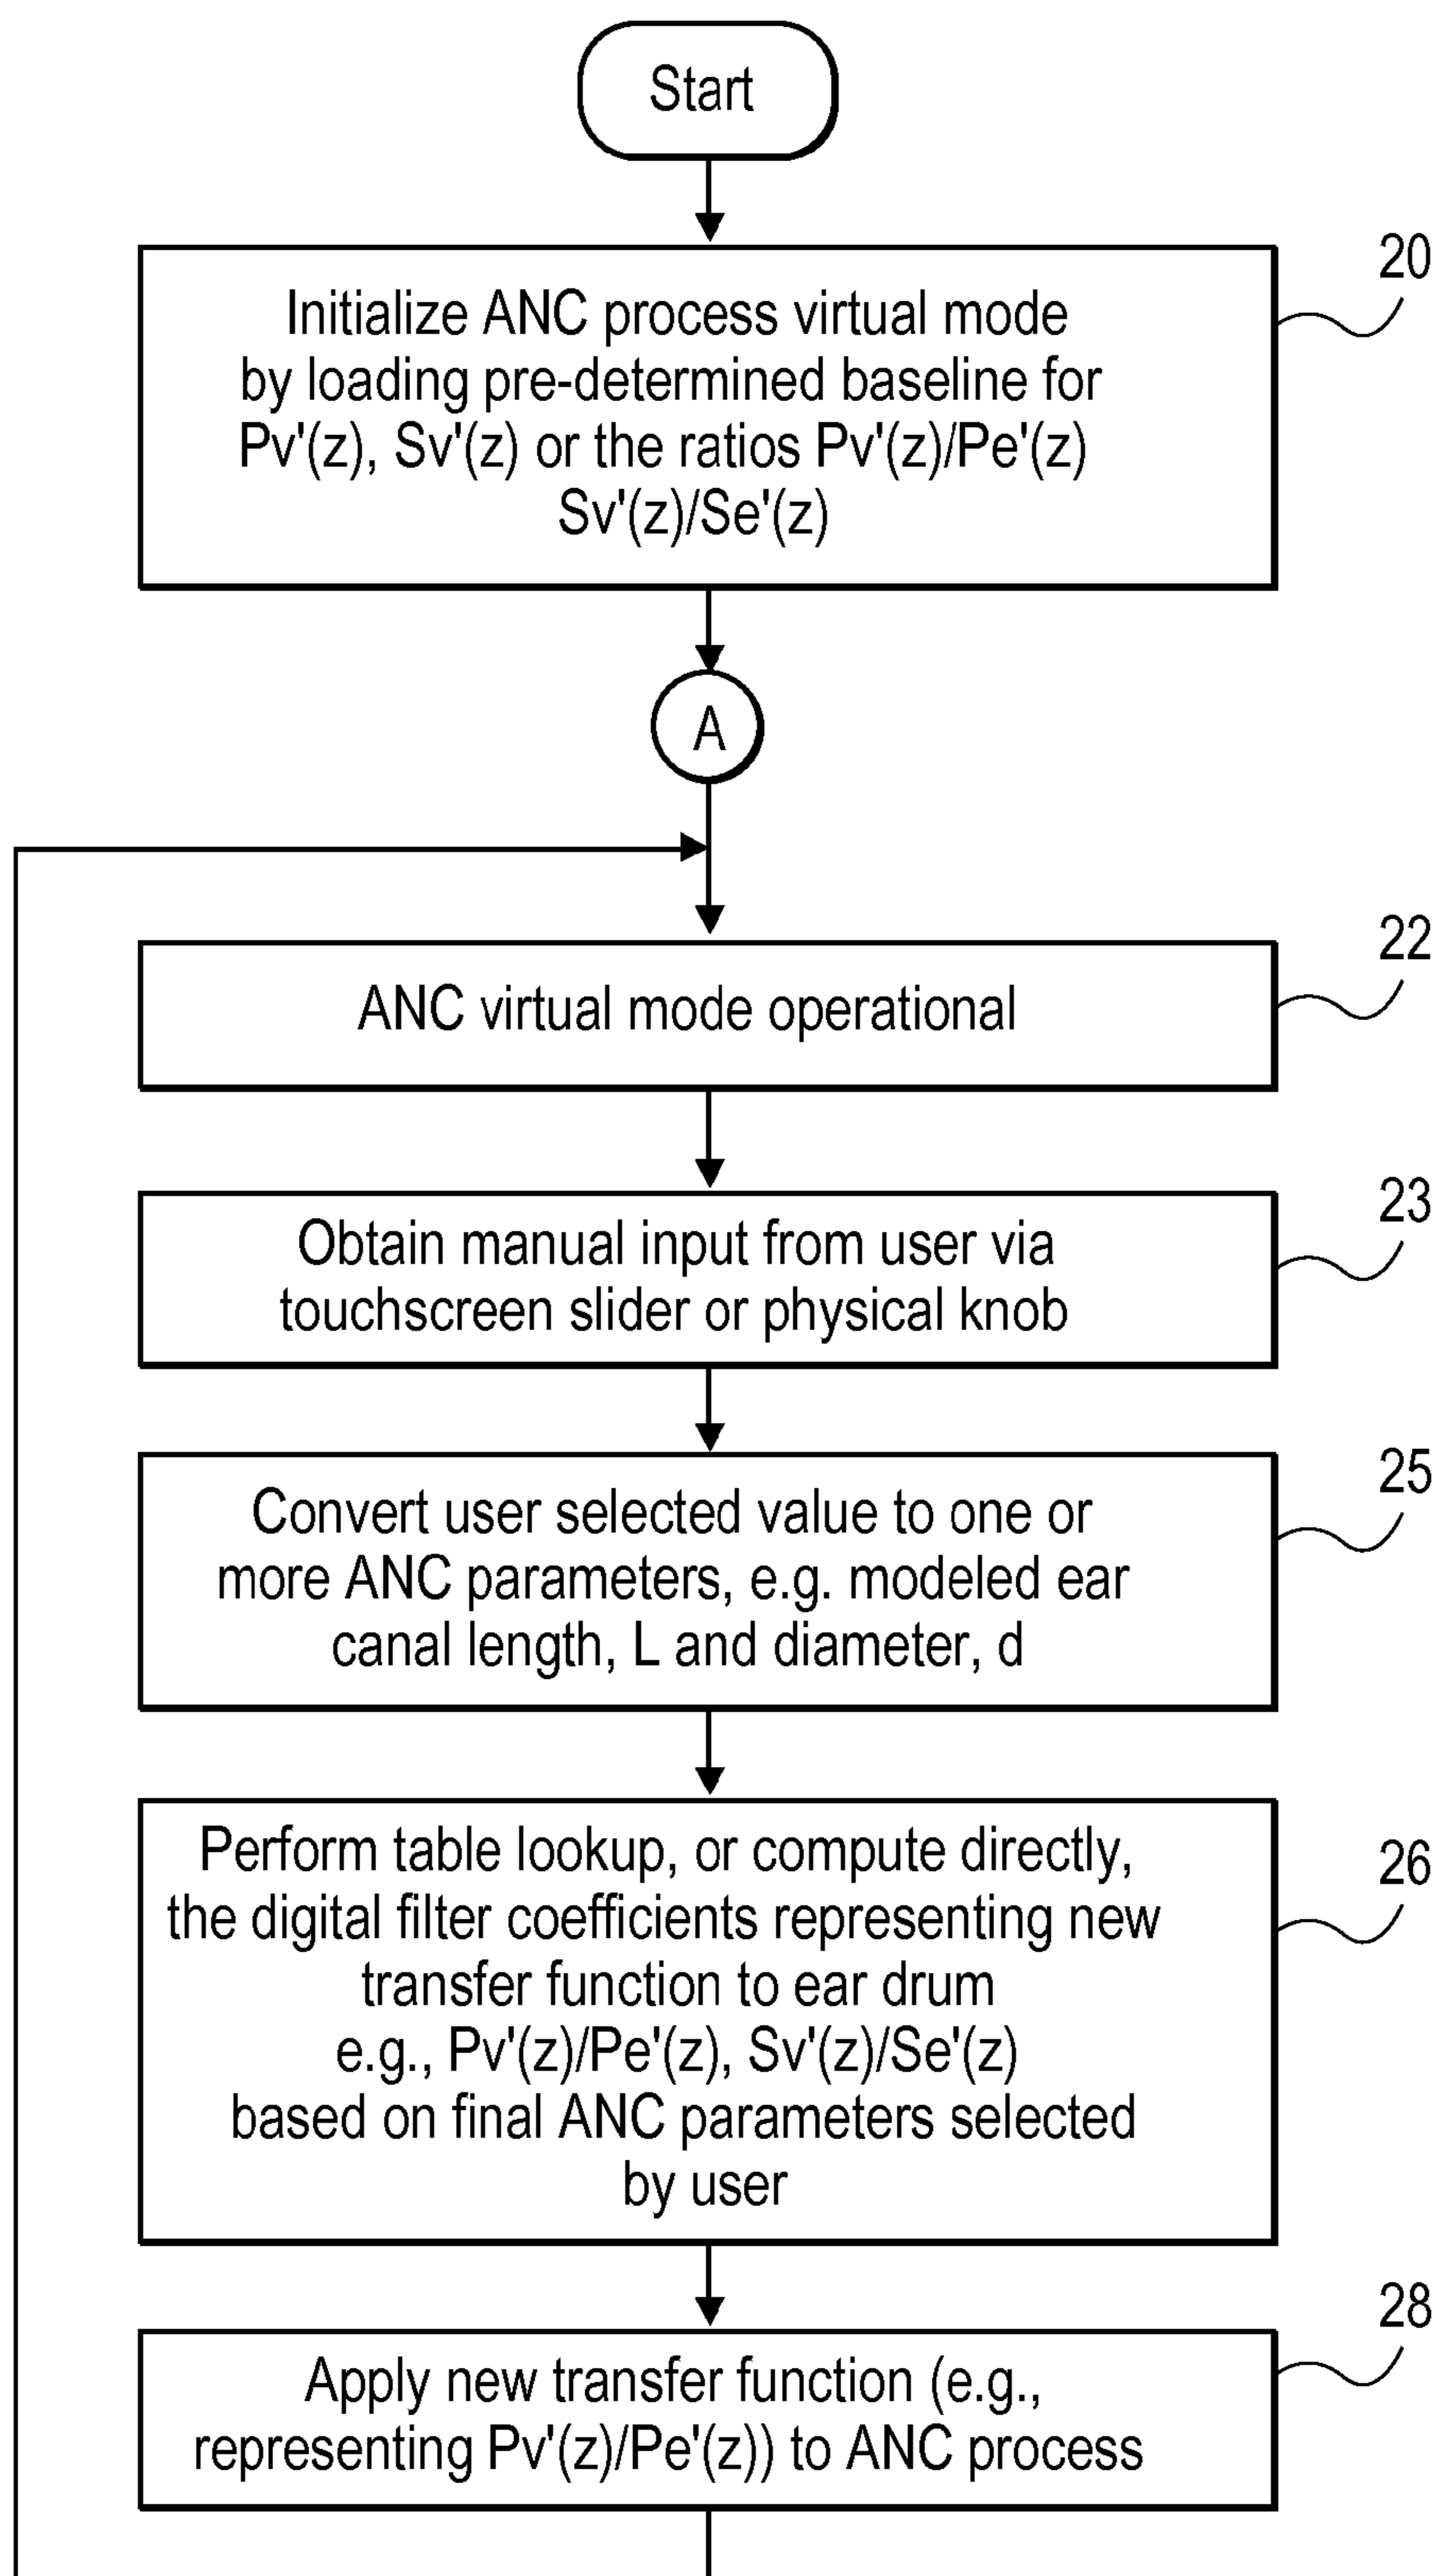 Start
20
Initialize ANC process virtual mode
by loading pre-determined baseline for
Pv'(z), Sv'(z) or the ratios Pv'(z)/Pe'(z)
Sv'(z)/Se'(z)
A
22
ANC virtual mode operational
23
Obtain manual input from user via
touchscreen slider or physical knob
25
Convert user selected value to one or
more ANC parameters, e.g. modeled ear
canal length, L and diameter, d
26
Perform table lookup, or compute directly,
the digital filter coefficients representing new
transfer function to ear drum
e.g., Pv'(z)/Pe'(z), Sv'(z)/Se'(z)
based on final ANC parameters selected
by user
28
Apply new transfer function (e.g.,
representing Pv'(z)/Pe'(z)) to ANC process